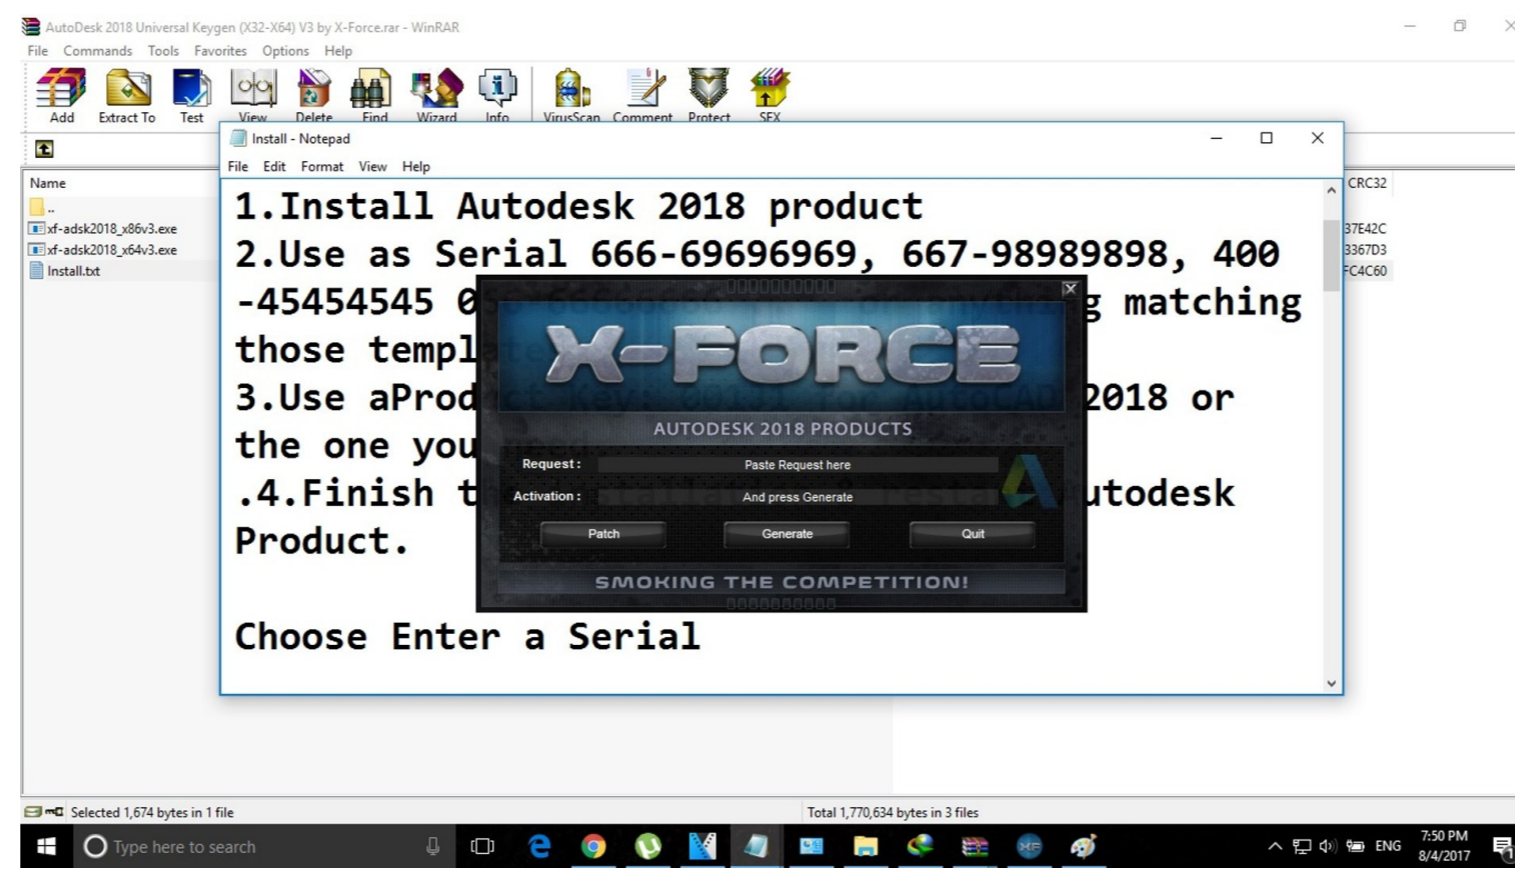 AutoDesk 2018 Universal Keygen (X32-X64) V3 by X-Force.rar - WinRAR
File Commands Tools Favorites Options Help
Add Extract To Test View Delete Find Wizard Info VirusScan Comment Protect SFX
Install - Notepad
File Edit Format View Help
Name CRC32
..
xf-adsk2018_x86v3.exe 37E42C
xf-adsk2018_x64v3.exe 3367D3
Install.txt FC4C60
1.Install Autodesk 2018 product
2.Use as Serial 666-69696969, 667-98989898, 400
-45454545 matching
those templ
3.Use aProd 2018 or
the one you
.4.Finish t utodesk
Product.
Choose Enter a Serial
X-FORCE
AUTODESK 2018 PRODUCTS
Request : Paste Request here
Activation : And press Generate
Patch Generate Quit
SMOKING THE COMPETITION!
Selected 1,674 bytes in 1 file Total 1,770,634 bytes in 3 files
Type here to search ENG 7:50 PM
8/4/2017